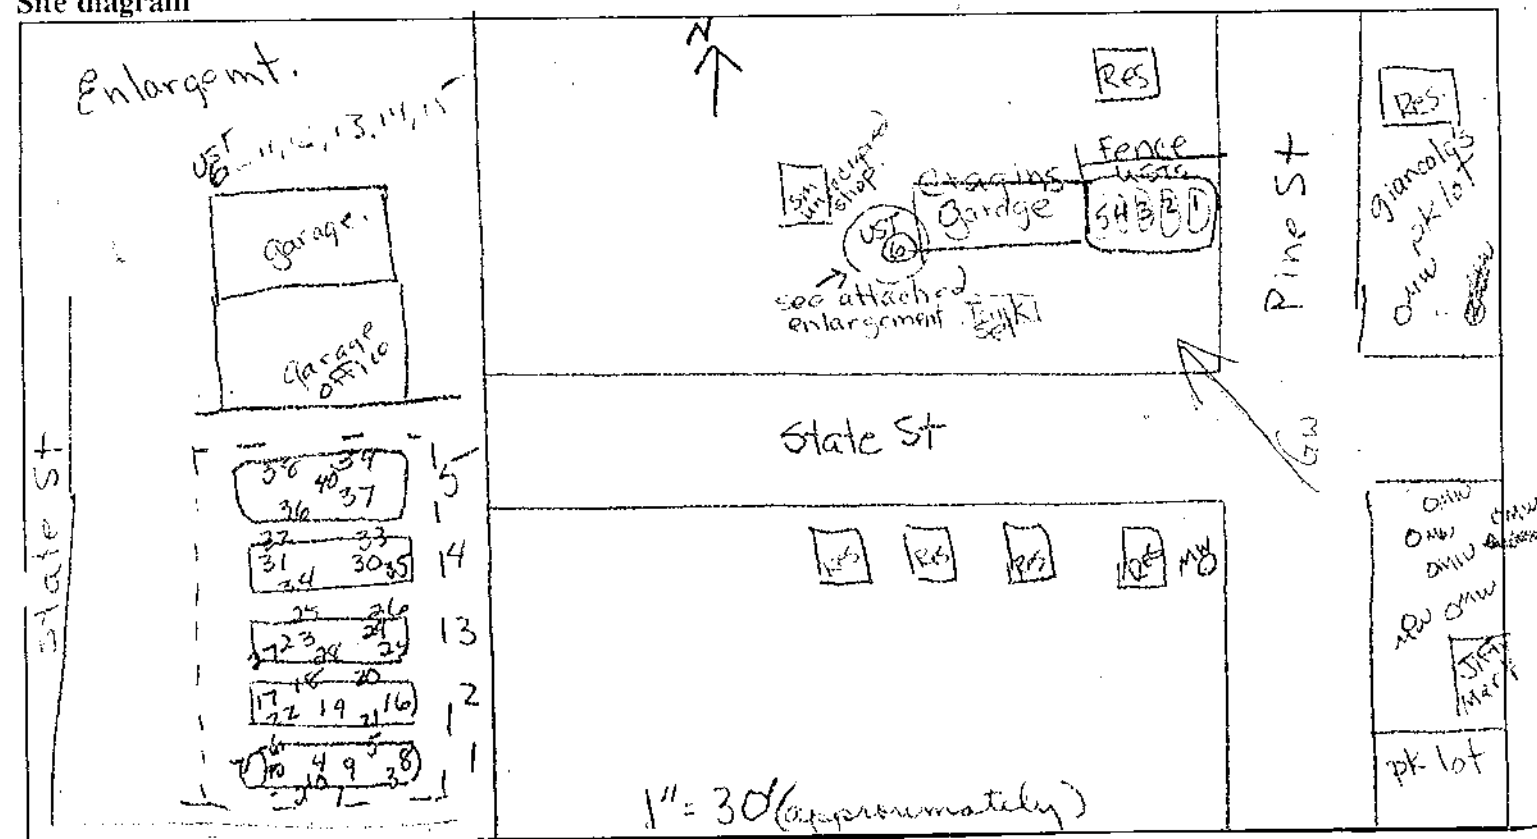 Site diagram
Enlargemt.
UST
6 - 11, 12, 13, 14, 15
garage.
garage
office
State St
38 39
40
36 37
15
32 33
31 30 35
34
14
25 26
27 23 29 24
28
13
18 20
17 19 16
22 21
12
6 5
7 10 4 9 8
3
2 1
11
N
Res
Fence
USTs
5 4 3 2 1
Cragins
garage
sm
un
shop.
UST
6
see attached
enlargement
State St
GW
Pine St
Res.
giancola's
pk lot
OMW
Res
Res
Res
MW
OMW
OMW
OMW
OMW
MW OMW
Jiffy
Mart
pk lot
1" = 30' (approximately)